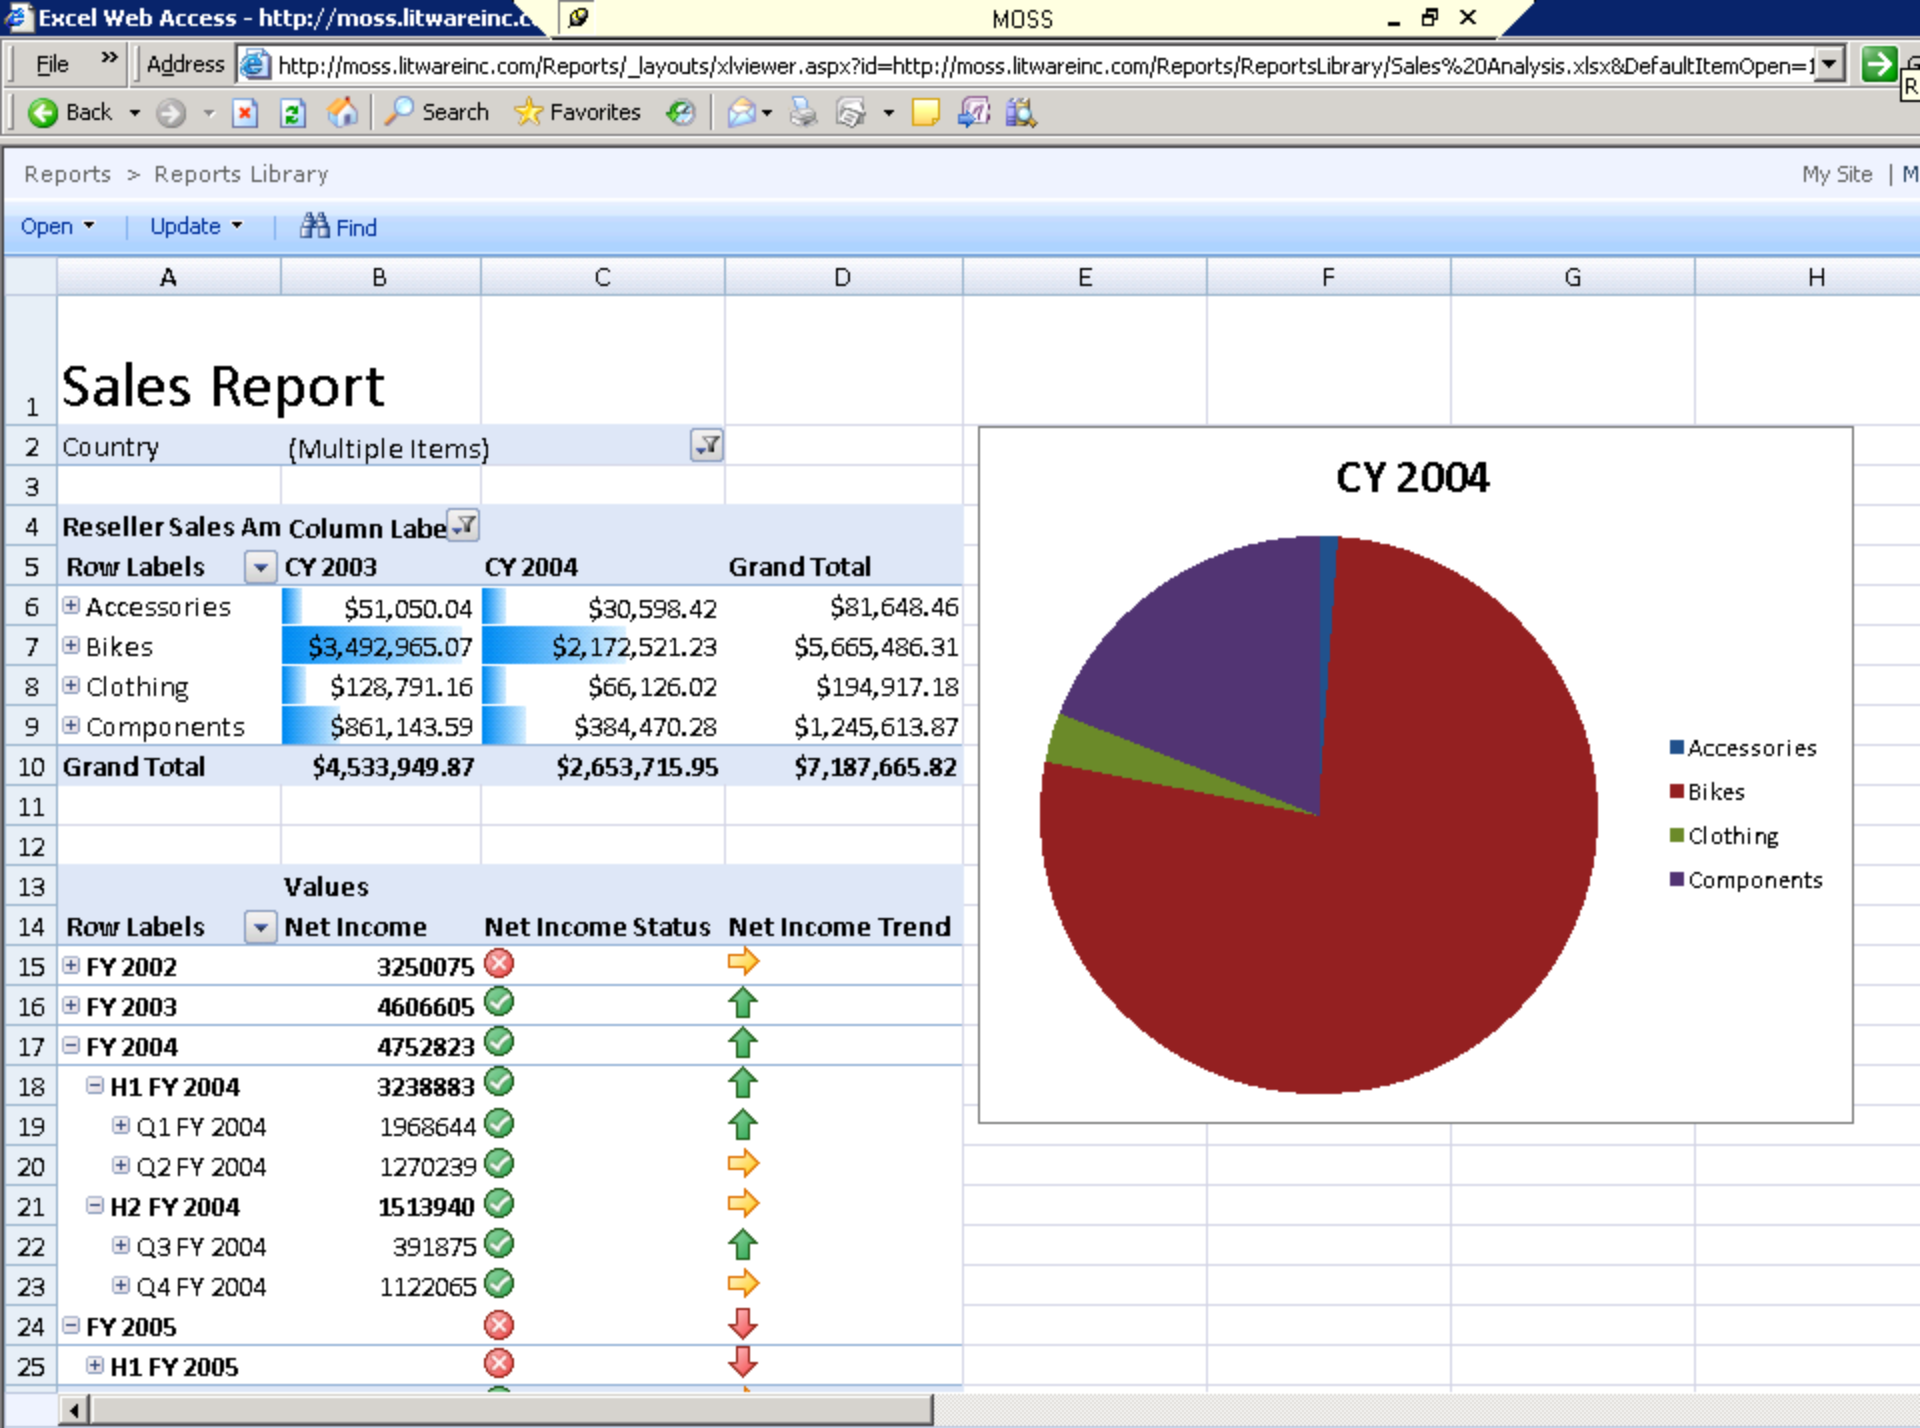 Excel Web Access - http://moss.litwareinc.c
MOSS
File » Address http://moss.litwareinc.com/Reports/_layouts/xlviewer.aspx?id=http://moss.litwareinc.com/Reports/ReportsLibrary/Sales%20Analysis.xlsx&DefaultItemOpen=1
R
Back Search Favorites
Reports > Reports Library My Site | M
Open Update Find
A B C D E F G H
1 Sales Report
2 Country (Multiple Items)
3
4 Reseller Sales Am Column Labe
5 Row Labels CY 2003 CY 2004 Grand Total
6 Accessories $51,050.04 $30,598.42 $81,648.46
7 Bikes $3,492,965.07 $2,172,521.23 $5,665,486.31
8 Clothing $128,791.16 $66,126.02 $194,917.18
9 Components $861,143.59 $384,470.28 $1,245,613.87
10 Grand Total $4,533,949.87 $2,653,715.95 $7,187,665.82
11
12
13 Values
14 Row Labels Net Income Net Income Status Net Income Trend
15 FY 2002 3250075
16 FY 2003 4606605
17 FY 2004 4752823
18 H1 FY 2004 3238883
19 Q1 FY 2004 1968644
20 Q2 FY 2004 1270239
21 H2 FY 2004 1513940
22 Q3 FY 2004 391875
23 Q4 FY 2004 1122065
24 FY 2005
25 H1 FY 2005
CY 2004
Accessories
Bikes
Clothing
Components